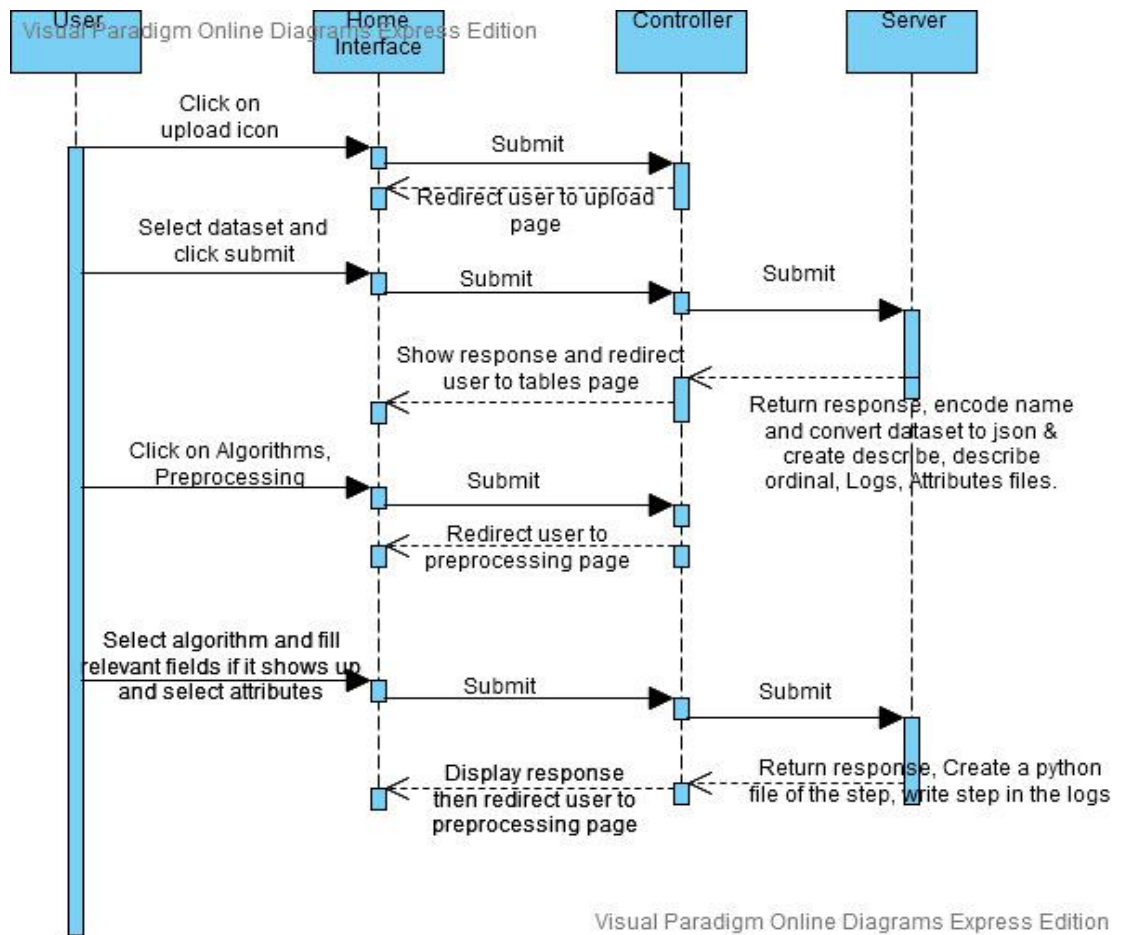 User
Home
Interface
Controller
Server
Visual Paradigm Online Diagrams Express Edition
Click on
upload icon
Submit
Redirect user to upload
page
Select dataset and
click submit
Submit
Submit
Show response and redirect
user to tables page
Return response, encode name
and convert dataset to json &
create describe, describe
ordinal, Logs, Attributes files.
Click on Algorithms,
Preprocessing
Submit
Redirect user to
preprocessing page
Select algorithm and fill
relevant fields if it shows up
and select attributes
Submit
Submit
Return response, Create a python
file of the step, write step in the logs
Display response
then redirect user to
preprocessing page
Visual Paradigm Online Diagrams Express Edition